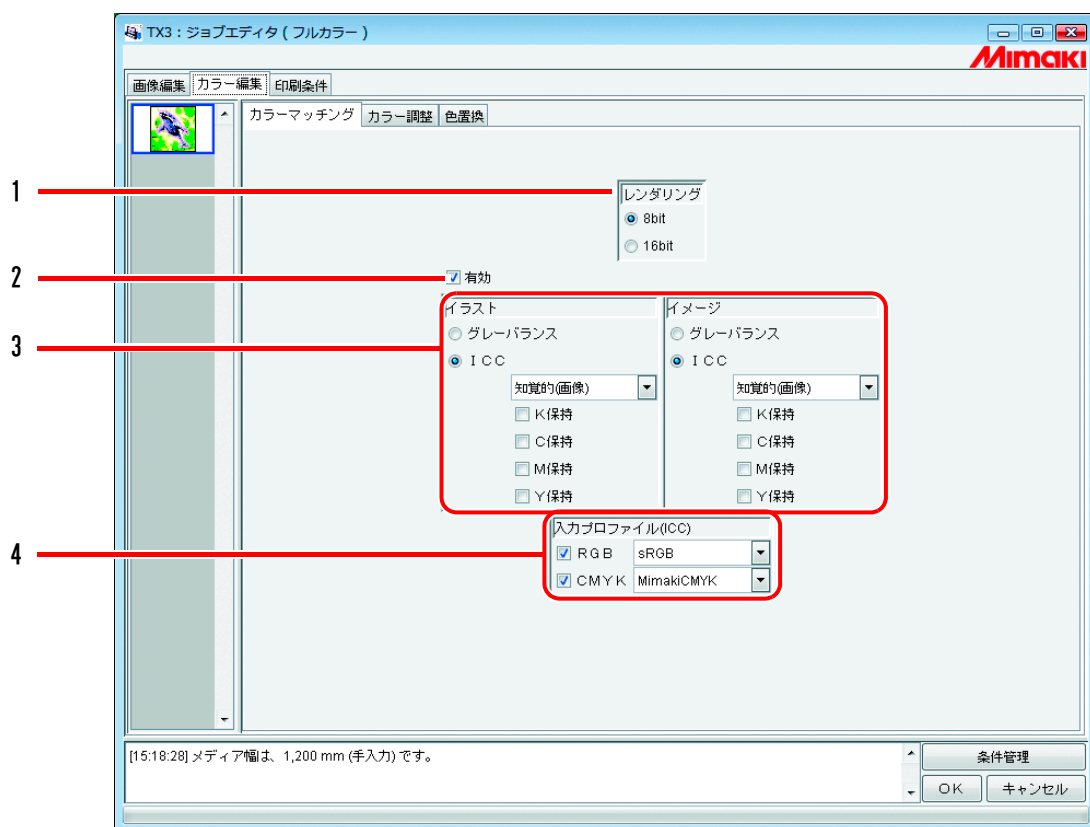 TX3：ジョブエディタ ( フルカラー )
Mimaki
画像編集 カラー編集 印刷条件
カラーマッチング カラー調整 色置換
1
レンダリング
8bit
16bit
2
有効
3
イラスト イメージ
グレーバランス グレーバランス
ＩＣＣ ＩＣＣ
知覚的(画像) 知覚的(画像)
Ｋ保持 Ｋ保持
Ｃ保持 Ｃ保持
Ｍ保持 Ｍ保持
Ｙ保持 Ｙ保持
4
入力プロファイル(ICC)
ＲＧＢ sRGB
ＣＭＹＫ MimakiCMYK
[15:18:28] メディア幅は、1,200 mm (手入力) です。
条件管理
ＯＫ キャンセル